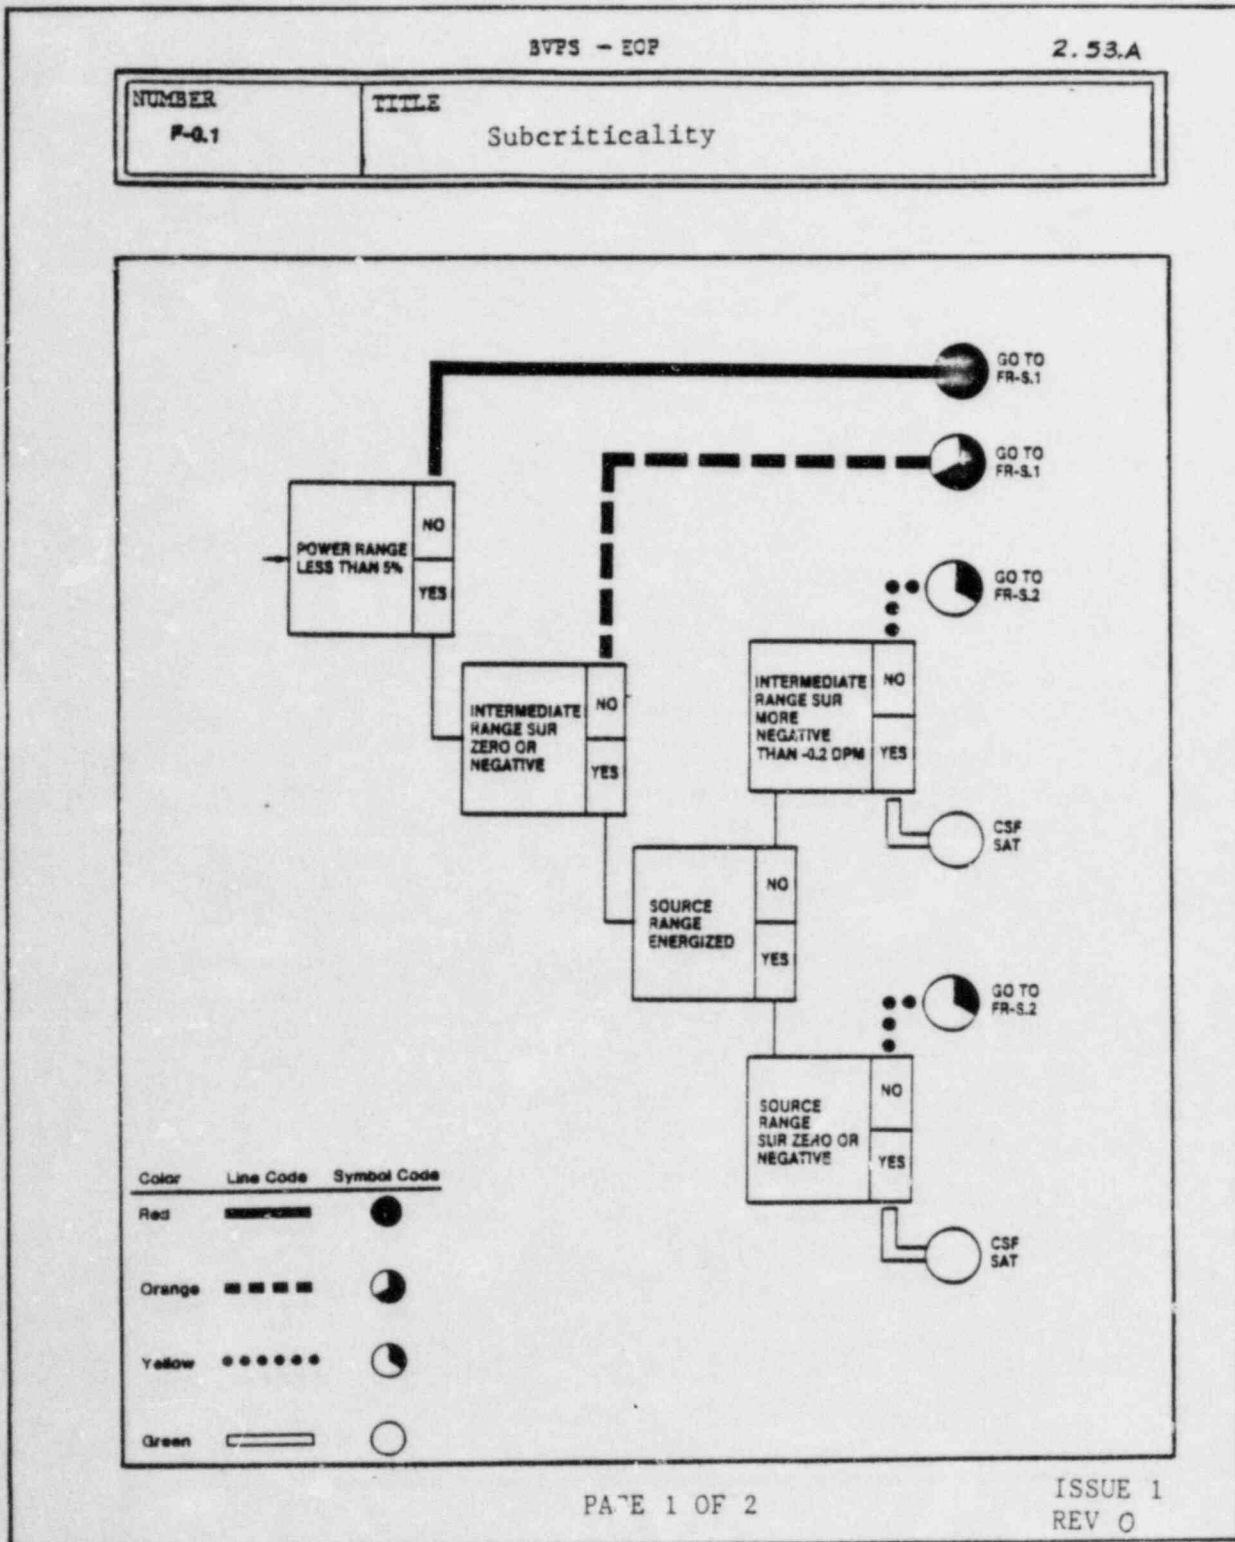 BVPS - EOP
2.53.A
NUMBER
F-0.1
TITLE
Subcriticality
GO TO
FR-S.1
GO TO
FR-S.1
POWER RANGE
LESS THAN 5%
NO
YES
GO TO
FR-S.2
INTERMEDIATE
RANGE SUR
ZERO OR
NEGATIVE
NO
YES
INTERMEDIATE
RANGE SUR
MORE
NEGATIVE
THAN -0.2 DPM
NO
YES
CSF
SAT
SOURCE
RANGE
ENERGIZED
NO
YES
GO TO
FR-S.2
SOURCE
RANGE
SUR ZERO OR
NEGATIVE
NO
YES
CSF
SAT
Color Line Code Symbol Code
Red
Orange
Yellow
Green
PA E 1 OF 2
ISSUE 1
REV 0